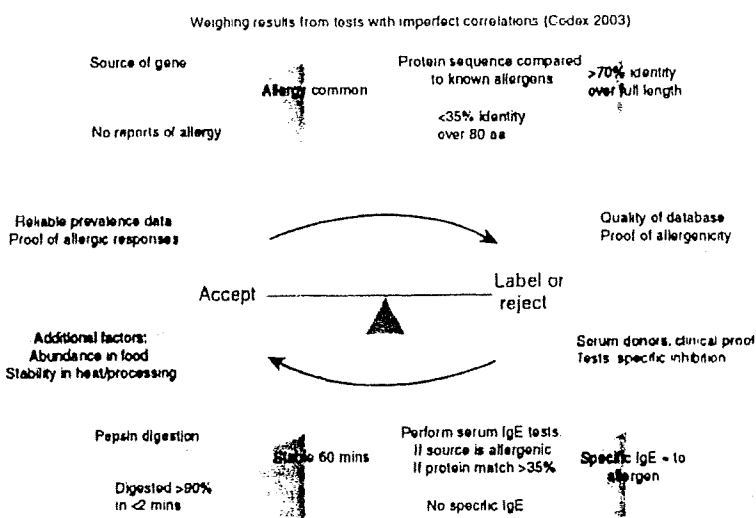 Weighing results from tests with imperfect correlations (Codex 2003)
Source of gene
Allergy common
No reports of allergy
Protein sequence compared
to known allergens
>70% identity
over full length
<35% identity
over 80 aa
Reliable prevalence data
Proof of allergic responses
Quality of database
Proof of allergenicity
Accept
Label or
reject
Additional factors:
Abundance in food
Stability in heat/processing
Serum donors, clinical proof
Tests specific inhibition
Pepsin digestion
Stable 60 mins
Digested >90%
in <2 mins
Perform serum IgE tests.
If source is allergenic
If protein match >35%
No specific IgE
Specific IgE = to
allergen